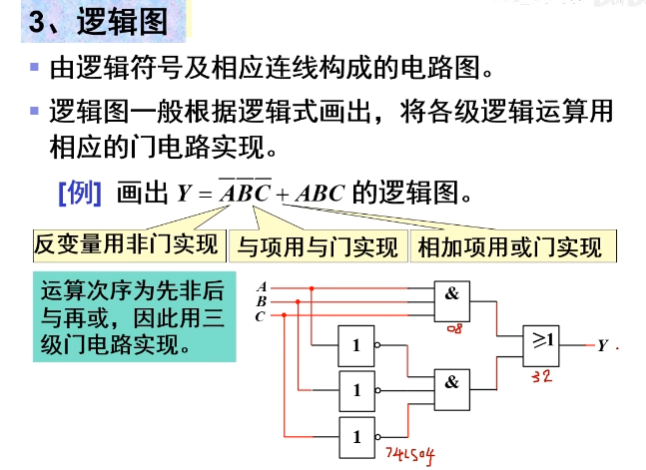 3、逻辑图
由逻辑符号及相应连线构成的电路图。
逻辑图一般根据逻辑式画出，将各级逻辑运算用
相应的门电路实现。
[例] 画出 Y = A̅B̅C̅ + ABC 的逻辑图。
反变量用非门实现 与项用与门实现 相加项用或门实现
运算次序为先非后
与再或，因此用三
级门电路实现。
A
B
C
&
08
≥1
Y
32
1
1
&
1
74LS04